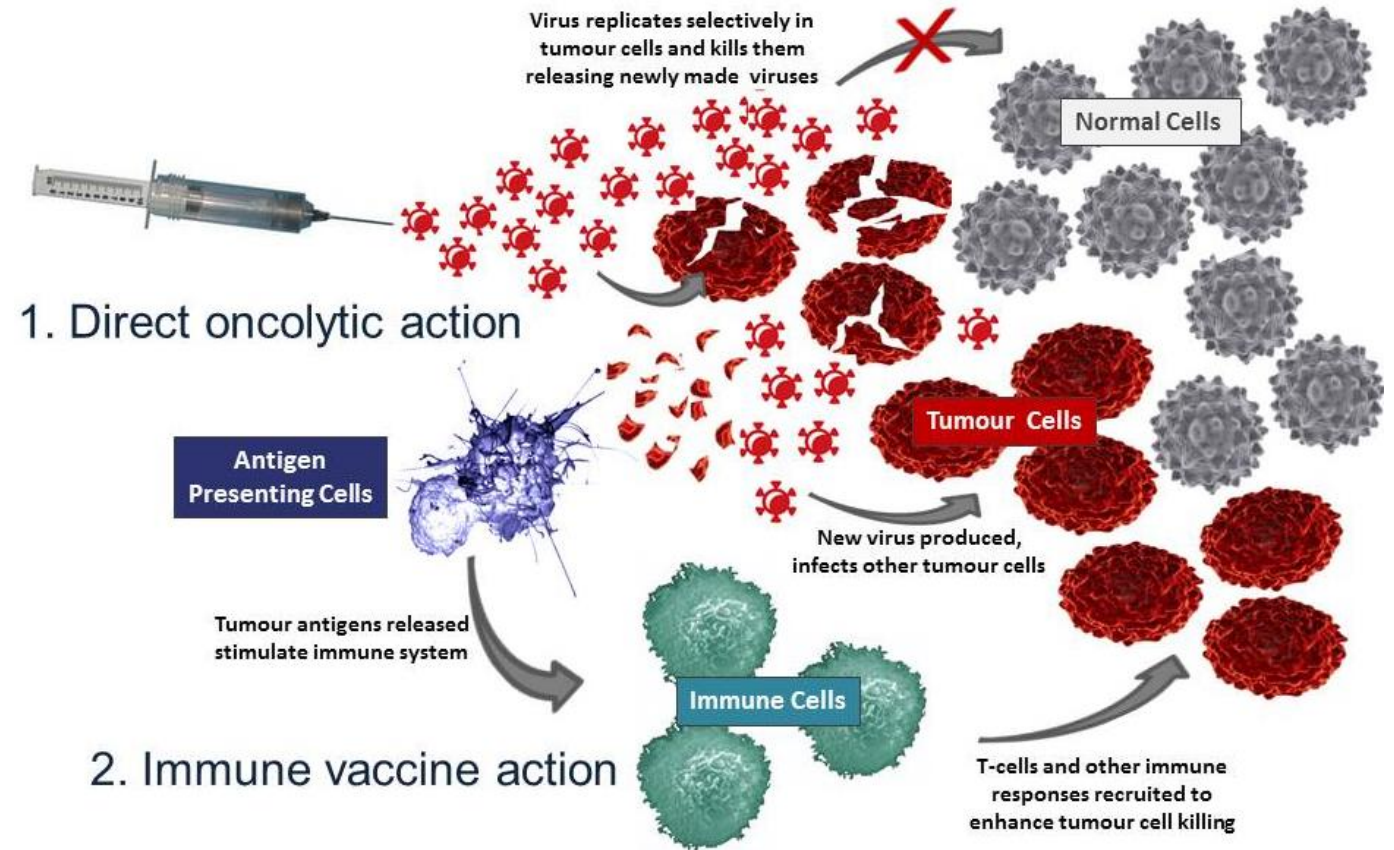 Virus replicates selectively in
tumour cells and kills them
releasing newly made viruses
Normal Cells
1. Direct oncolytic action
Tumour Cells
Antigen
Presenting Cells
New virus produced,
infects other tumour cells
Tumour antigens released
stimulate immune system
Immune Cells
2. Immune vaccine action
T-cells and other immune
responses recruited to
enhance tumour cell killing